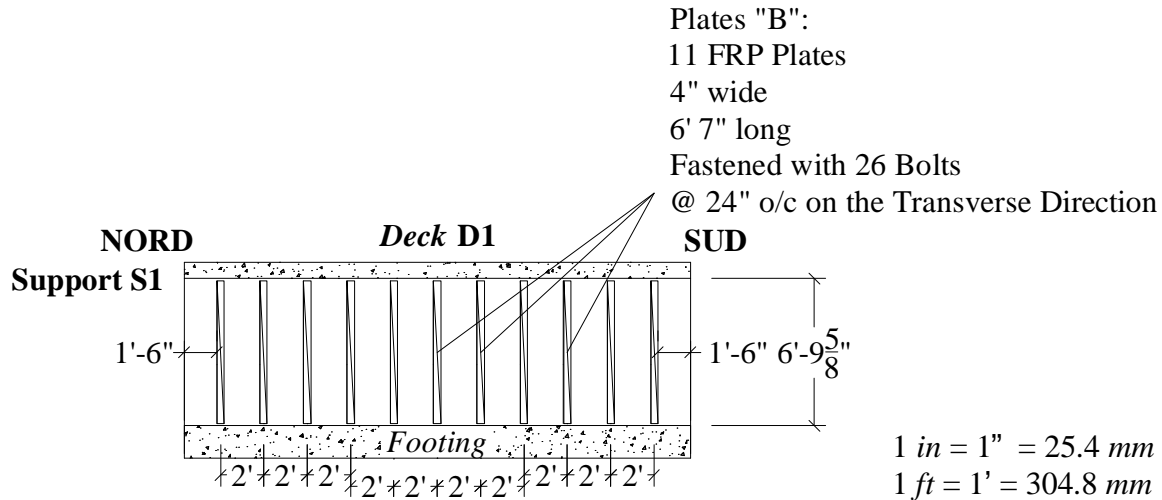 Plates "B":
11 FRP Plates
4" wide
6' 7" long
Fastened with 26 Bolts
@ 24" o/c on the Transverse Direction
NORD
Deck D1
SUD
Support S1
1'-6"
1'-6"
6'-9 5/8"
Footing
2' 2' 2' 2' 2' 2' 2' 2' 2' 2'
1 in = 1” = 25.4 mm
1 ft = 1’ = 304.8 mm